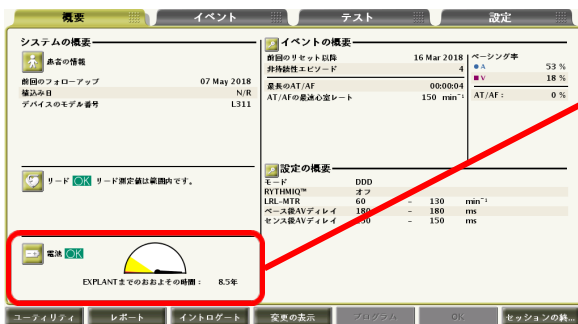 概要
イベント
テスト
設定
システムの概要
患者の情報
前回のフォローアップ 07 May 2018
植込み日 N/R
デバイスのモデル番号 L311
リード OK リード測定値は範囲内です。
電池 OK
EXPLANTまでのおおよその時間： 8.5年
イベントの概要
前回のリセット以降 16 Mar 2018
非持続性エピソード 4
最長のAT/AF 00:00:04
AT/AFの最速心室レート 150 min⁻¹
ペーシング率
A 53 %
V 18 %
AT/AF: 0 %
設定の概要
モード DDD
RYTHMIQ™ オフ
LRL-MTR 60 - 130 min⁻¹
ペース後AVディレイ 180 - 180 ms
センス後AVディレイ - 150 ms
ユーティリティ
レポート
イントロゲート
変更の表示
プログラム
OK
セッションの終...